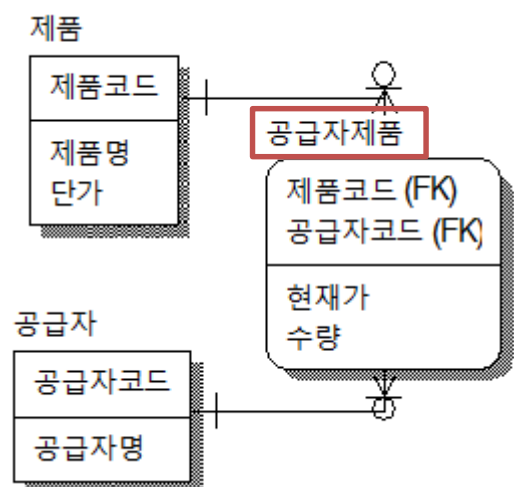 제품
제품코드
제품명
단가
공급자제품
제품코드 (FK)
공급자코드 (FK)
현재가
수량
공급자
공급자코드
공급자명